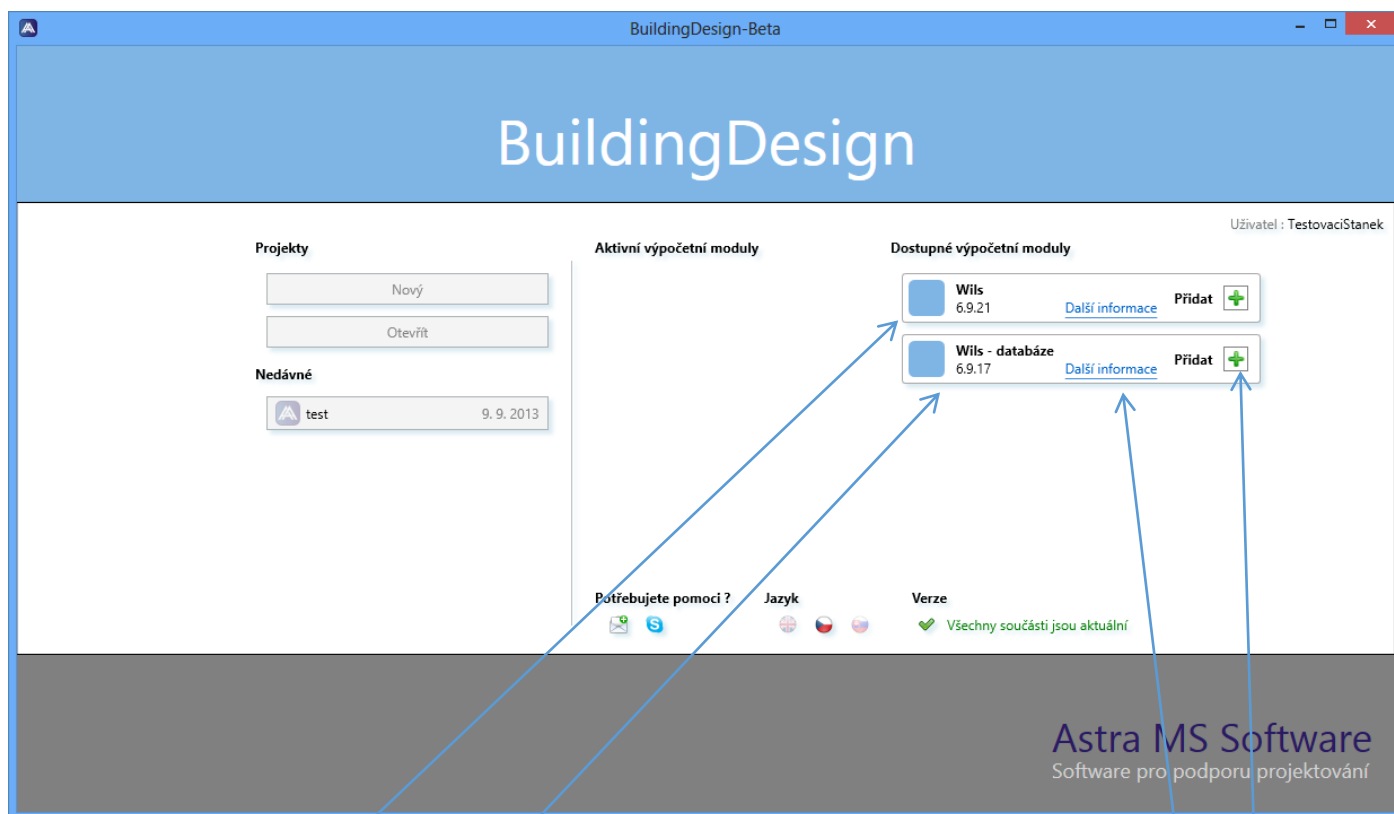 BuildingDesign-Beta
BuildingDesign
Uživatel : TestovaciStanek
Projekty
Nový
Otevřít
Nedávné
test 9. 9. 2013
Aktivní výpočetní moduly
Dostupné výpočetní moduly
Wils
6.9.21 Další informace Přidat
Wils - databáze
6.9.17 Další informace Přidat
Potřebujete pomoci ? Jazyk Verze
Všechny součásti jsou aktuální
Astra MS Software
Software pro podporu projektování